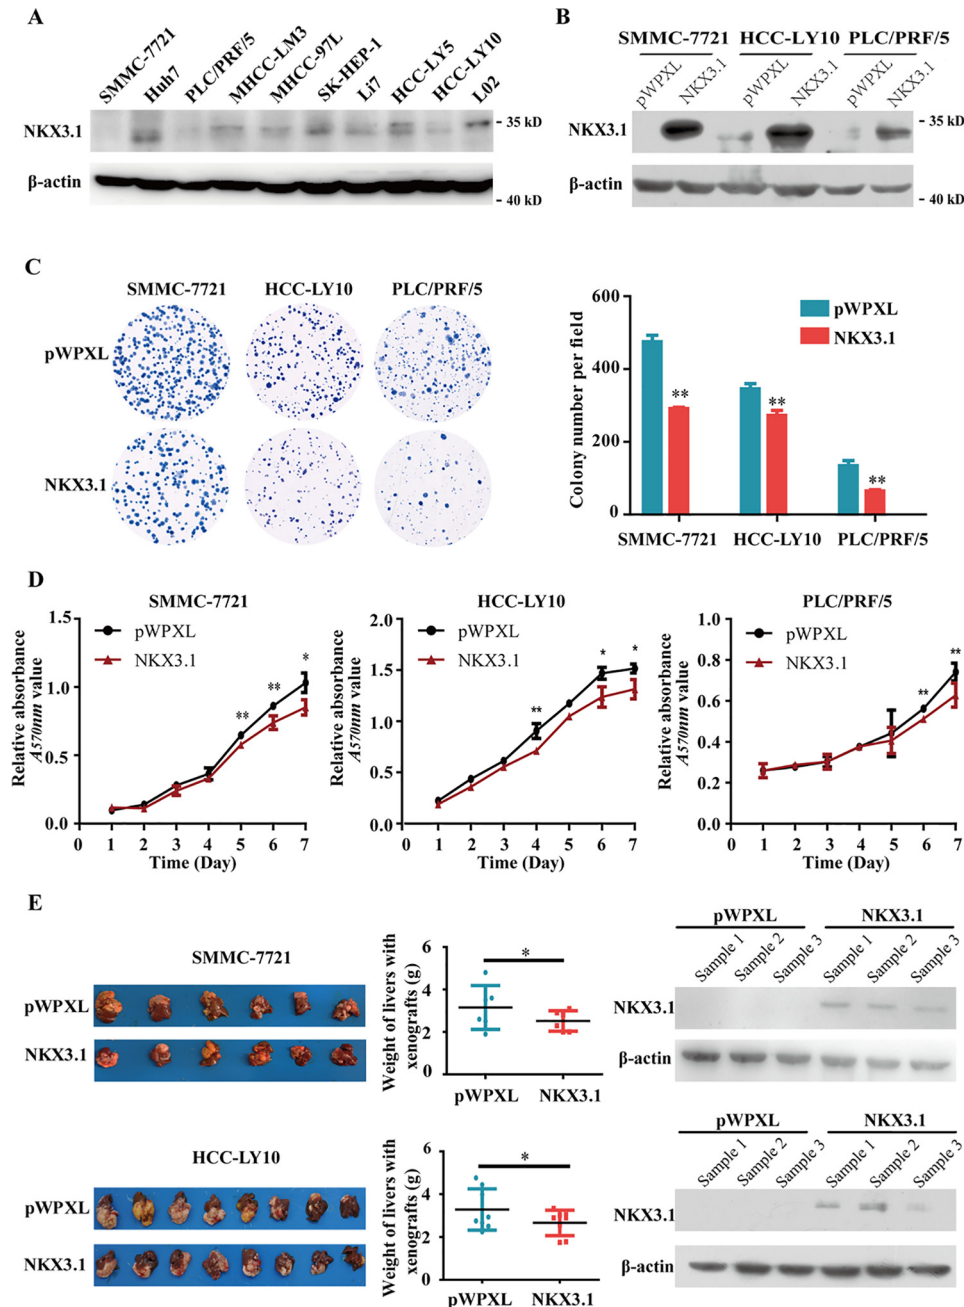 A
SMMC-7721
Huh7
PLC/PRF/5
MHCC-LM3
MHCC-97L
SK-HEP-1
Li7
HCC-LY5
HCC-LY10
L02
NKX3.1
- 35 kD
β-actin
- 40 kD
B
SMMC-7721 HCC-LY10 PLC/PRF/5
pWPXL NKX3.1 pWPXL NKX3.1 pWPXL NKX3.1
NKX3.1
- 35 kD
β-actin
- 40 kD
C
SMMC-7721 HCC-LY10 PLC/PRF/5
pWPXL
NKX3.1
Colony number per field
600
400
200
0
pWPXL
NKX3.1
** ** **
SMMC-7721 HCC-LY10 PLC/PRF/5
D
SMMC-7721
Relative absorbance
A570nm value
1.5
1.0
0.5
0.0
pWPXL
NKX3.1
** ** *
0 1 2 3 4 5 6 7
Time (Day)
HCC-LY10
Relative absorbance
A570nm value
2.0
1.5
1.0
0.5
0.0
pWPXL
NKX3.1
** * *
0 1 2 3 4 5 6 7
Time (Day)
PLC/PRF/5
Relative absorbance
A570nm value
1.0
0.8
0.6
0.4
0.2
0.0
pWPXL
NKX3.1
** **
0 1 2 3 4 5 6 7
Time (Day)
E
SMMC-7721
pWPXL
NKX3.1
Weight of livers with
xenografts (g)
6
4
2
0
*
pWPXL NKX3.1
pWPXL NKX3.1
Sample 1 Sample 2 Sample 3 Sample 1 Sample 2 Sample 3
NKX3.1
β-actin
HCC-LY10
pWPXL
NKX3.1
Weight of livers with
xenografts (g)
6
4
2
0
*
pWPXL NKX3.1
pWPXL NKX3.1
Sample 1 Sample 2 Sample 3 Sample 1 Sample 2 Sample 3
NKX3.1
β-actin